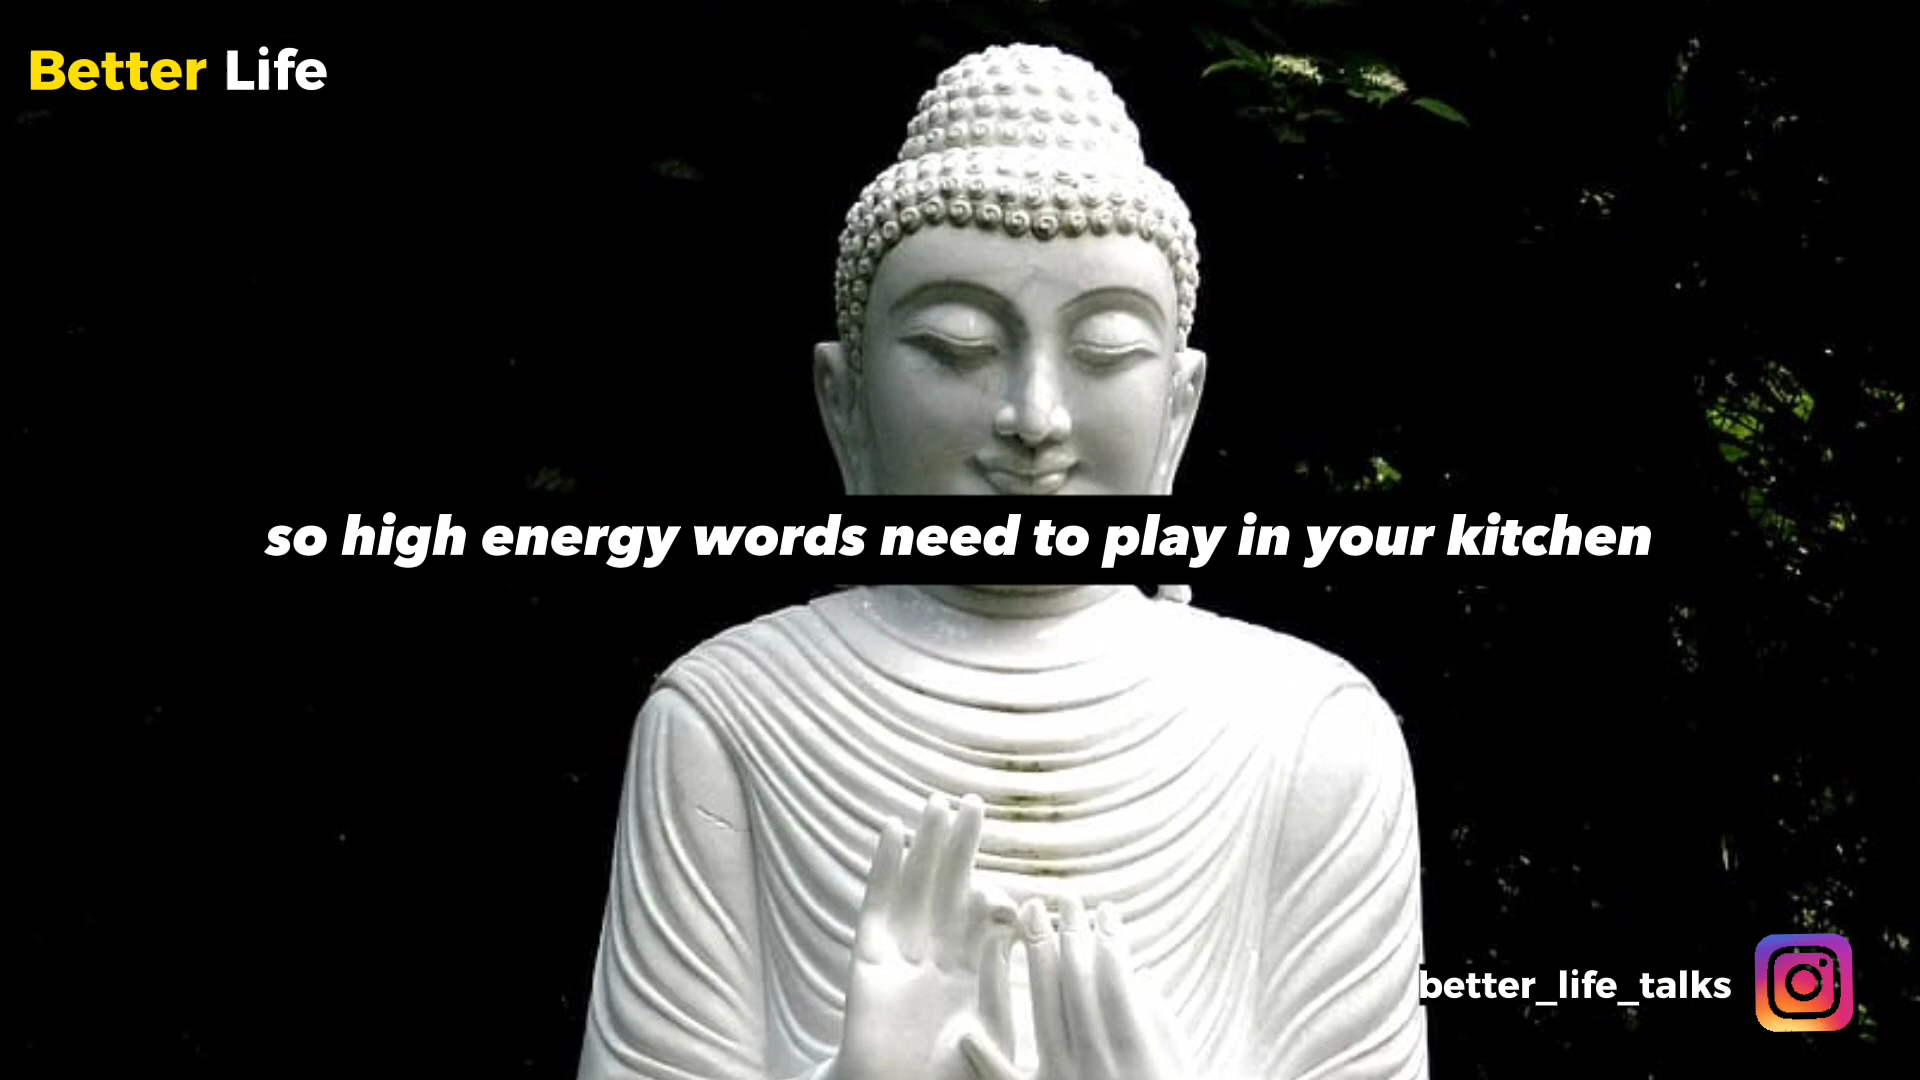 Better Life
so high energy words need to play in your kitchen
better_life_talks